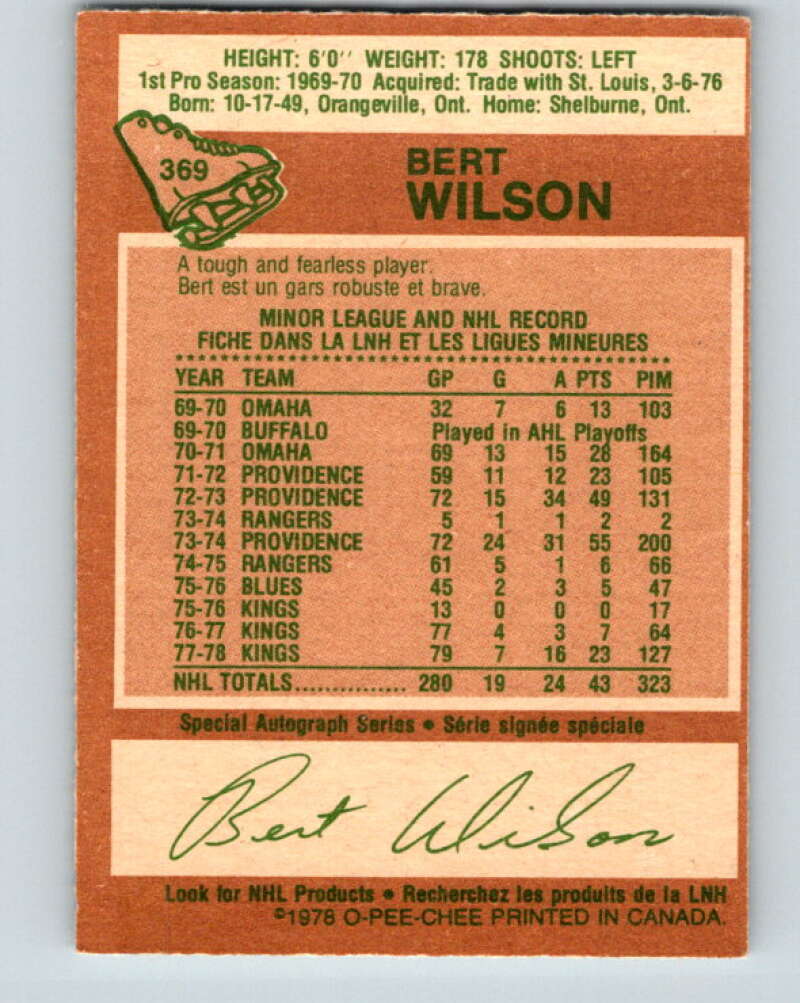 HEIGHT: 6'0'' WEIGHT: 178 SHOOTS: LEFT
1st Pro Season: 1969-70 Acquired: Trade with St. Louis, 3-6-76
Born: 10-17-49, Orangeville, Ont. Home: Shelburne, Ont.
369
BERT
WILSON
A tough and fearless player.
Bert est un gars robuste et brave.
MINOR LEAGUE AND NHL RECORD
FICHE DANS LA LNH ET LES LIGUES MINEURES
YEAR TEAM GP G A PTS PIM
69-70 OMAHA 32 7 6 13 103
69-70 BUFFALO Played in AHL Playoffs
70-71 OMAHA 69 13 15 28 164
71-72 PROVIDENCE 59 11 12 23 105
72-73 PROVIDENCE 72 15 34 49 131
73-74 RANGERS 5 1 1 2 2
73-74 PROVIDENCE 72 24 31 55 200
74-75 RANGERS 61 5 1 6 66
75-76 BLUES 45 2 3 5 47
75-76 KINGS 13 0 0 0 17
76-77 KINGS 77 4 3 7 64
77-78 KINGS 79 7 16 23 127
NHL TOTALS............... 280 19 24 43 323
Special Autograph Series • Série signée spéciale
Bert Wilson
Look for NHL Products • Recherchez les produits de la LNH
©1978 O-PEE-CHEE PRINTED IN CANADA.